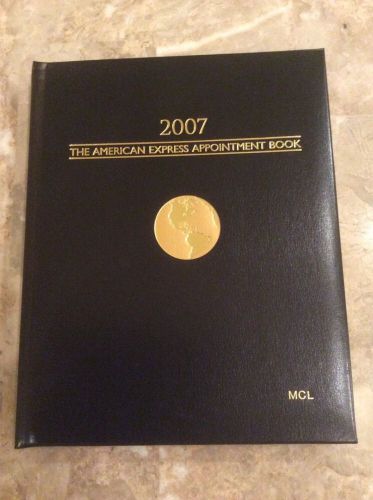 2007
THE AMERICAN EXPRESS APPOINTMENT BOOK
MCL